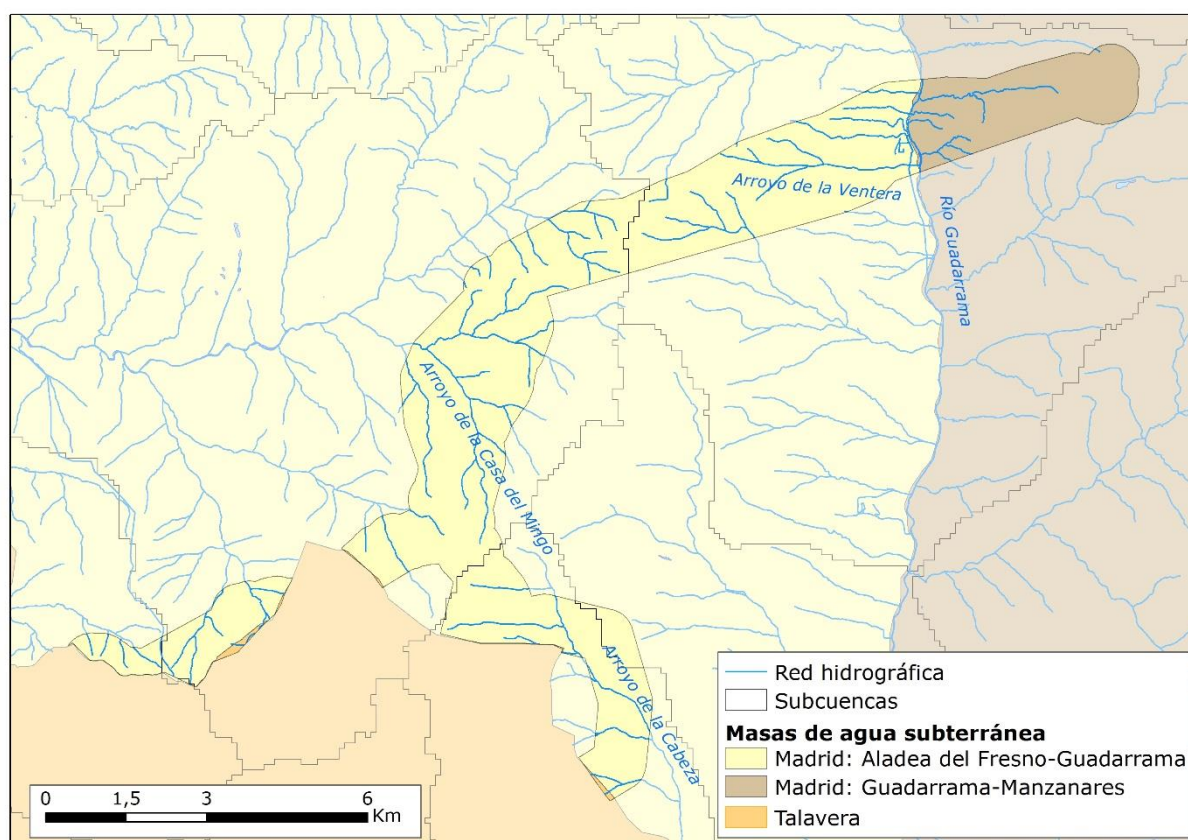 Arroyo de la Ventera
Río Guadarrama
Arroyo de la Casa del Mingo
Arroyo de la Cabeza
Red hidrográfica
Subcuencas
Masas de agua subterránea
Madrid: Aladea del Fresno-Guadarrama
Madrid: Guadarrama-Manzanares
Talavera
0 1,5 3 6
Km